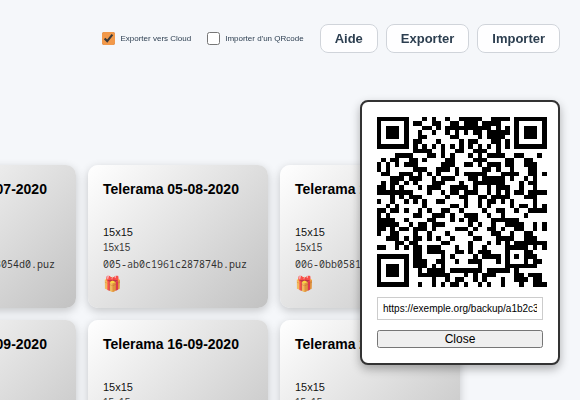 Exporter vers Cloud
Importer d'un QRcode
Aide
Exporter
Importer
07-2020
Telerama 05-08-2020
Telerama
15x15
15x15
15x15
15x15
054d0.puz
005-ab0c1961c287874b.puz
006-0bb0581
https://exemple.org/backup/a1b2c3
Close
09-2020
Telerama 16-09-2020
Telerama
15x15
15x15
15x15